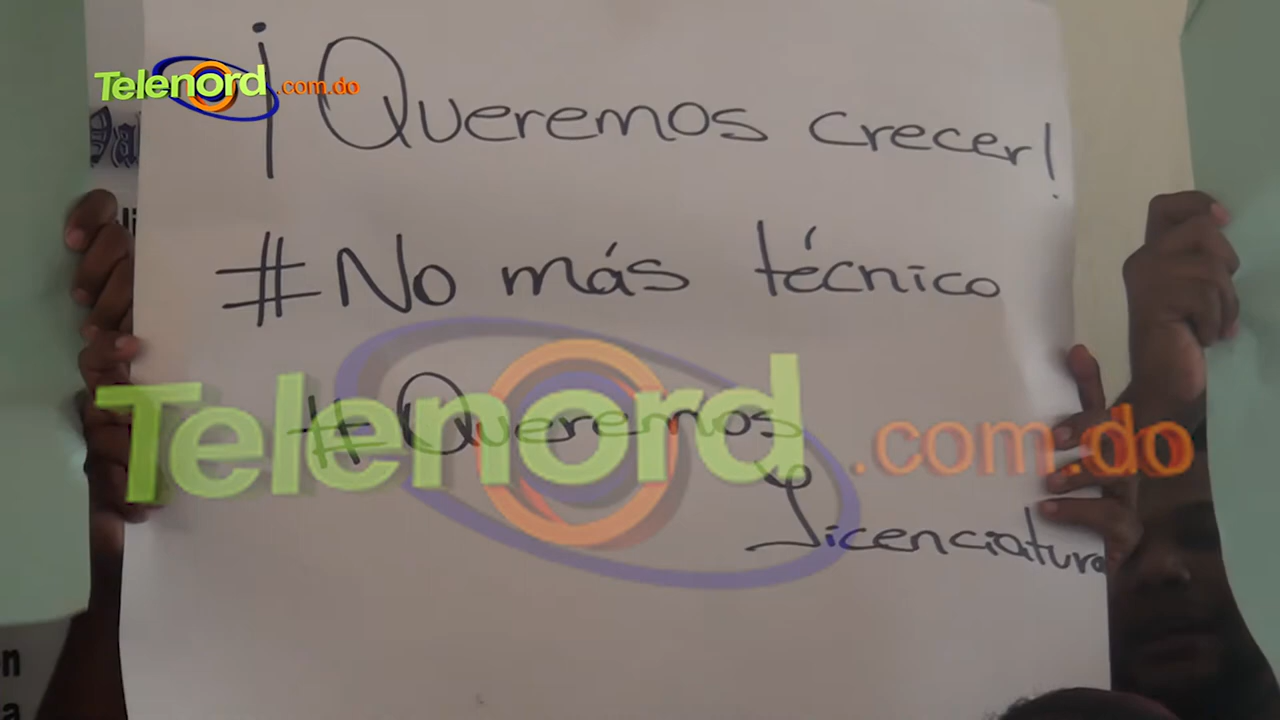 Telenord.com.do
¡Queremos crecer!
#No más técnico
#Queremos
Licenciatura
Telenord.com.do
n
a